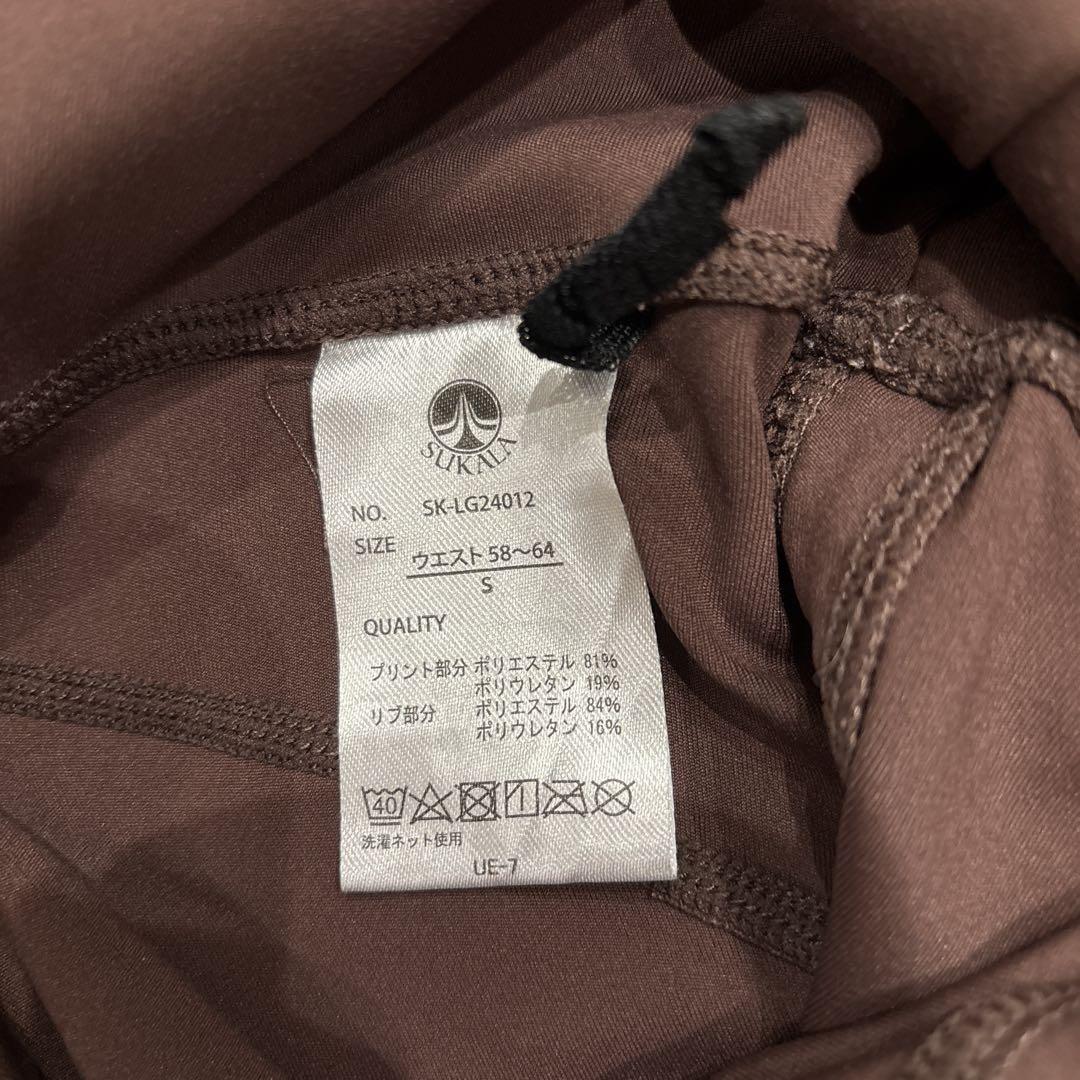 SUKALA
NO. SK-LG24012
SIZE ウエスト 58～64
S
QUALITY
プリント部分 ポリエステル 81%
ポリウレタン 19%
リブ部分 ポリエステル 84%
ポリウレタン 16%
40
洗濯ネット使用
UE-7